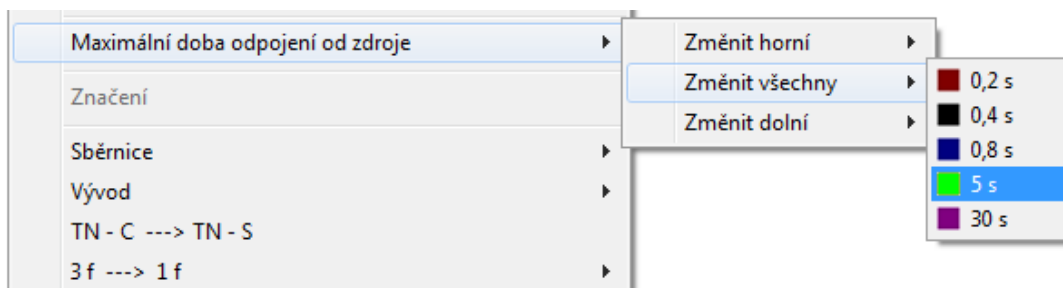 Maximální doba odpojení od zdroje
Značení
Sběrnice
Vývod
TN - C ---> TN - S
3 f ---> 1 f
Změnit horní
Změnit všechny
Změnit dolní
0,2 s
0,4 s
0,8 s
5 s
30 s